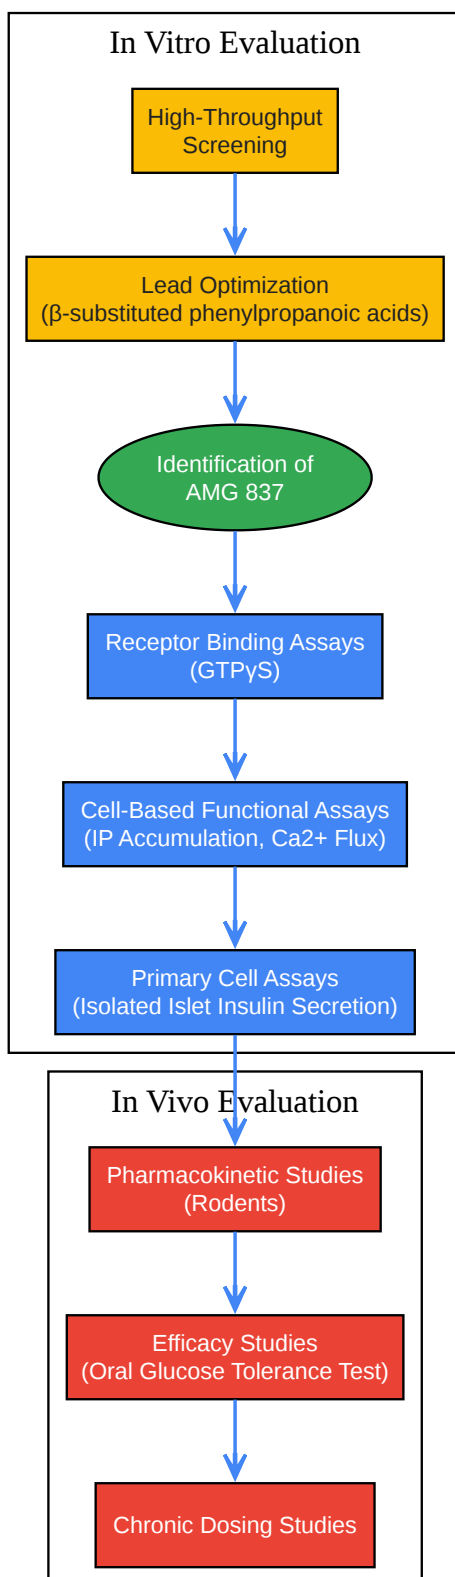 In Vitro Evaluation
High-Throughput
Screening
Lead Optimization
(β-substituted phenylpropanoic acids)
Identification of
AMG 837
Receptor Binding Assays
(GTPγS)
Cell-Based Functional Assays
(IP Accumulation, Ca2+ Flux)
Primary Cell Assays
(Isolated Islet Insulin Secretion)
In Vivo Evaluation
Pharmacokinetic Studies
(Rodents)
Efficacy Studies
(Oral Glucose Tolerance Test)
Chronic Dosing Studies